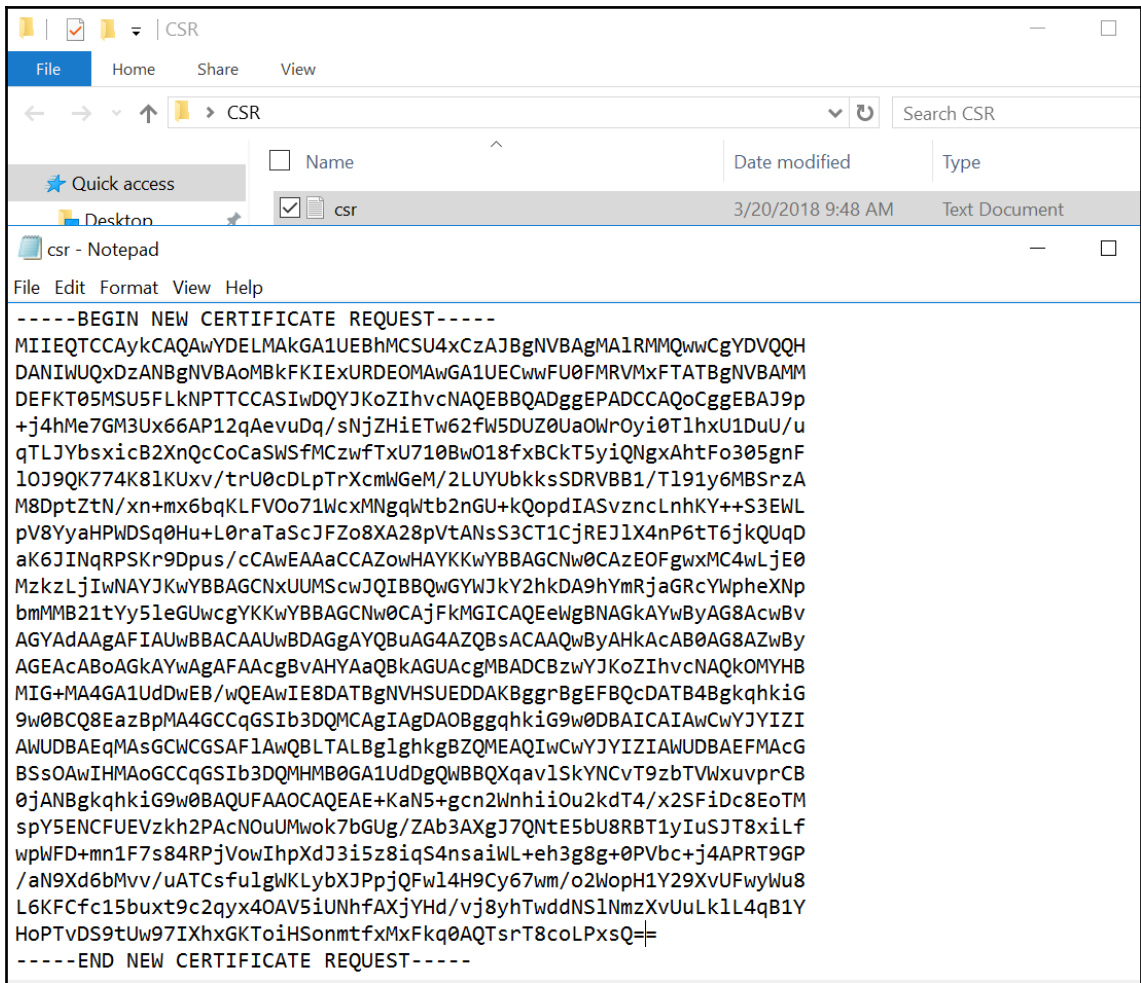 CSR
File Home Share View
CSR
Search CSR
Name Date modified Type
Quick access
Desktop
csr 3/20/2018 9:48 AM Text Document
csr - Notepad
File Edit Format View Help
-----BEGIN NEW CERTIFICATE REQUEST-----
MIIEQTCCAykCAQAwYDELMAkGA1UEBhMCSU4xCzAJBgNVBAgMAlRMMQwwCgYDVQQH
DANIWUQxDzANBgNVBAoMBkFKIExURDEOMAwGA1UECwwFU0FMRVMxFTATBgNVBAMM
DEFKT05MSU5FLkNPTTCCASIwDQYJKoZIhvcNAQEBBQADggEPADCCAQoCggEBAJ9p
+j4hMe7GM3Ux66AP12qAevuDq/sNjZHiETw62fW5DUZ0UaOWrOyi0TlhxU1DuU/u
qTLJYbsxicB2XnQcCoCaSWSfMCzwfTxU710BwO18fxBCkT5yiQNgxAhtFo305gnF
lOJ9QK774K8lKUxv/trU0cDLpTrXcmWGeM/2LUYUbkksSDRVBB1/Tl91y6MBSrzA
M8DptZtN/xn+mx6bqKLFVOo71WcxMNgqWtb2nGU+kQopdIASvzncLnhKY++S3EWL
pV8YyaHPWDSq0Hu+L0raTaScJFZo8XA28pVtANsS3CT1CjREJlX4nP6tT6jkQUqD
aK6JINqRPSKr9Dpus/cCAwEAAaCCAZowHAYKKwYBBAGCNw0CAzEOFgwxMC4wLjE0
MzkzLjIwNAYJKwYBBAGCNxUUMScwJQIBBQwGYWJkY2hkDA9hYmRjaGRcYWpheXNp
bmMMB21tYy5leGUwcgYKKwYBBAGCNw0CAjFkMGICAQEeWgBNAGkAYwByAG8AcwBv
AGYAdAAgAFIAUwBBACAAUwBDAGgAYQBuAG4AZQBsACAAQwByAHkAcAB0AG8AZwBy
AGEAcABoAGkAYwAgAFAAcgBvAHYAaQBkAGUAcgMBADCBzwYJKoZIhvcNAQkOMYHB
MIG+MA4GA1UdDwEB/wQEAwIE8DATBgNVHSUEDDAKBggrBgEFBQcDATB4BgkqhkiG
9w0BCQ8EazBpMA4GCCqGSIb3DQMCAgIAgDAOBggqhkiG9w0DBAICAIAwCwYJYIZI
AWUDBAEqMAsGCWCGSAFlAwQBLTALBglghkgBZQMEAQIwCwYJYIZIAWUDBAEFMAcG
BSsOAwIHMAoGCCqGSIb3DQMHMB0GA1UdDgQWBBQXqavlSkYNCvT9zbTVWxuvprCB
0jANBgkqhkiG9w0BAQUFAAOCAQEAE+KaN5+gcn2WnhiiOu2kdT4/x2SFiDc8EoTM
spY5ENCFUEVzkh2PAcNOuUMwok7bGUg/ZAb3AXgJ7QNtE5bU8RBT1yIuSJT8xiLf
wpWFD+mn1F7s84RPjVowIhpXdJ3i5z8iqS4nsaiWL+eh3g8g+0PVbc+j4APRT9GP
/aN9Xd6bMvv/uATCsfulgWKLybXJPpjQFwl4H9Cy67wm/o2WopH1Y29XvUFwyWu8
L6KFCfc15buxt9c2qyx4OAV5iUNhfAXjYHd/vj8yhTwddNSlNmzXvUuLklL4qB1Y
HoPTvDS9tUw97IXhxGKToiHSonmtfxMxFkq0AQTsrT8coLPxsQ==
-----END NEW CERTIFICATE REQUEST-----